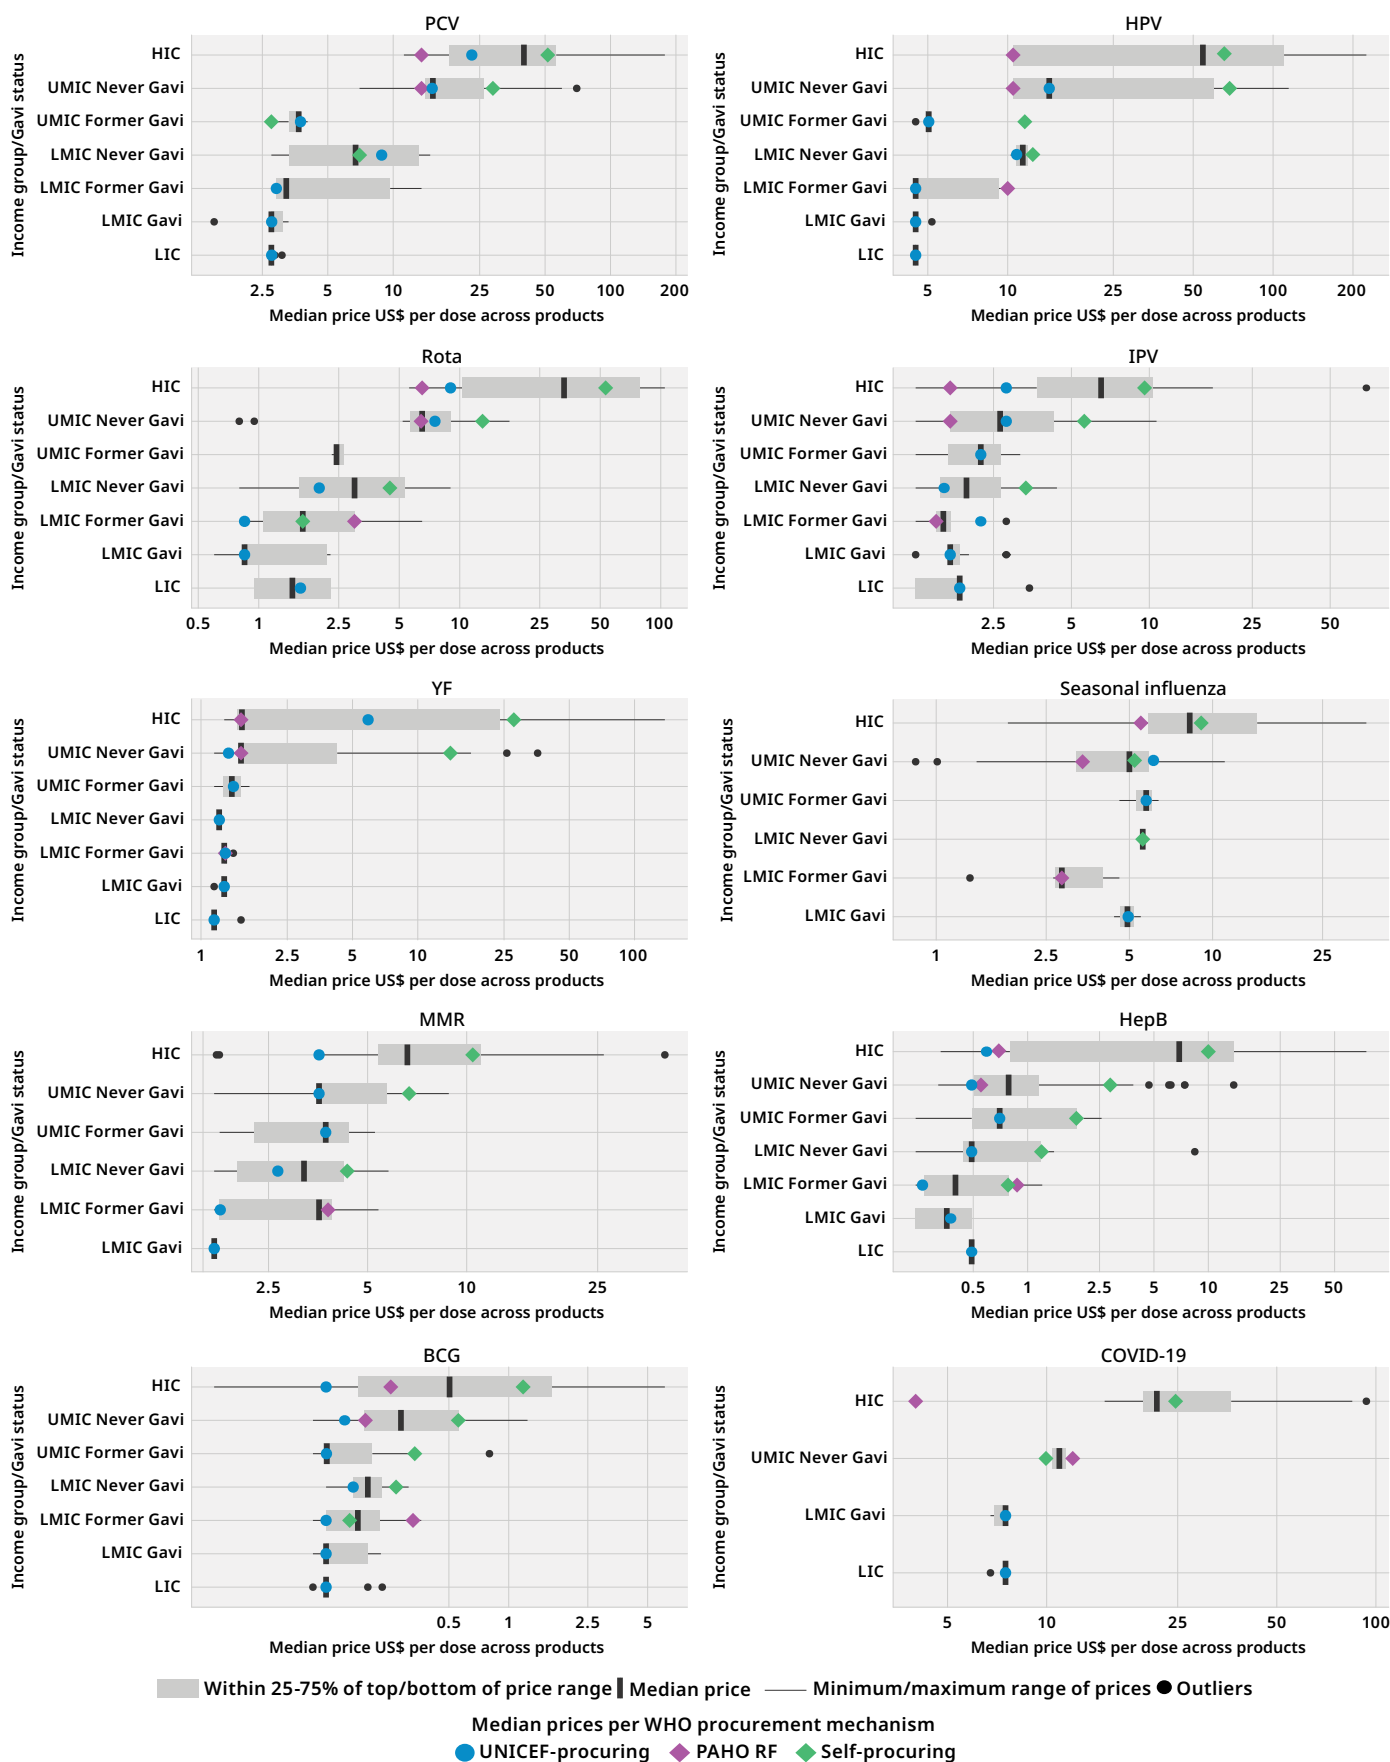 PCV
Income group/Gavi status
HIC
UMIC Never Gavi
UMIC Former Gavi
LMIC Never Gavi
LMIC Former Gavi
LMIC Gavi
LIC
2.5 5 10 25 50 100 200
Median price US$ per dose across products
HPV
Income group/Gavi status
HIC
UMIC Never Gavi
UMIC Former Gavi
LMIC Never Gavi
LMIC Former Gavi
LMIC Gavi
LIC
5 10 25 50 100 200
Median price US$ per dose across products
Rota
Income group/Gavi status
HIC
UMIC Never Gavi
UMIC Former Gavi
LMIC Never Gavi
LMIC Former Gavi
LMIC Gavi
LIC
0.5 1 2.5 5 10 25 50 100
Median price US$ per dose across products
IPV
Income group/Gavi status
HIC
UMIC Never Gavi
UMIC Former Gavi
LMIC Never Gavi
LMIC Former Gavi
LMIC Gavi
LIC
2.5 5 10 25 50
Median price US$ per dose across products
YF
Income group/Gavi status
HIC
UMIC Never Gavi
UMIC Former Gavi
LMIC Never Gavi
LMIC Former Gavi
LMIC Gavi
LIC
1 2.5 5 10 25 50 100
Median price US$ per dose across products
Seasonal influenza
Income group/Gavi status
HIC
UMIC Never Gavi
UMIC Former Gavi
LMIC Never Gavi
LMIC Former Gavi
LMIC Gavi
1 2.5 5 10 25
Median price US$ per dose across products
MMR
Income group/Gavi status
HIC
UMIC Never Gavi
UMIC Former Gavi
LMIC Never Gavi
LMIC Former Gavi
LMIC Gavi
2.5 5 10 25
Median price US$ per dose across products
HepB
Income group/Gavi status
HIC
UMIC Never Gavi
UMIC Former Gavi
LMIC Never Gavi
LMIC Former Gavi
LMIC Gavi
LIC
0.5 1 2.5 5 10 25 50
Median price US$ per dose across products
BCG
Income group/Gavi status
HIC
UMIC Never Gavi
UMIC Former Gavi
LMIC Never Gavi
LMIC Former Gavi
LMIC Gavi
LIC
0.5 1 2.5 5
Median price US$ per dose across products
COVID-19
Income group/Gavi status
HIC
UMIC Never Gavi
LMIC Gavi
LIC
5 10 25 50 100
Median price US$ per dose across products
Within 25-75% of top/bottom of price range Median price Minimum/maximum range of prices Outliers
Median prices per WHO procurement mechanism
UNICEF-procuring PAHO RF Self-procuring